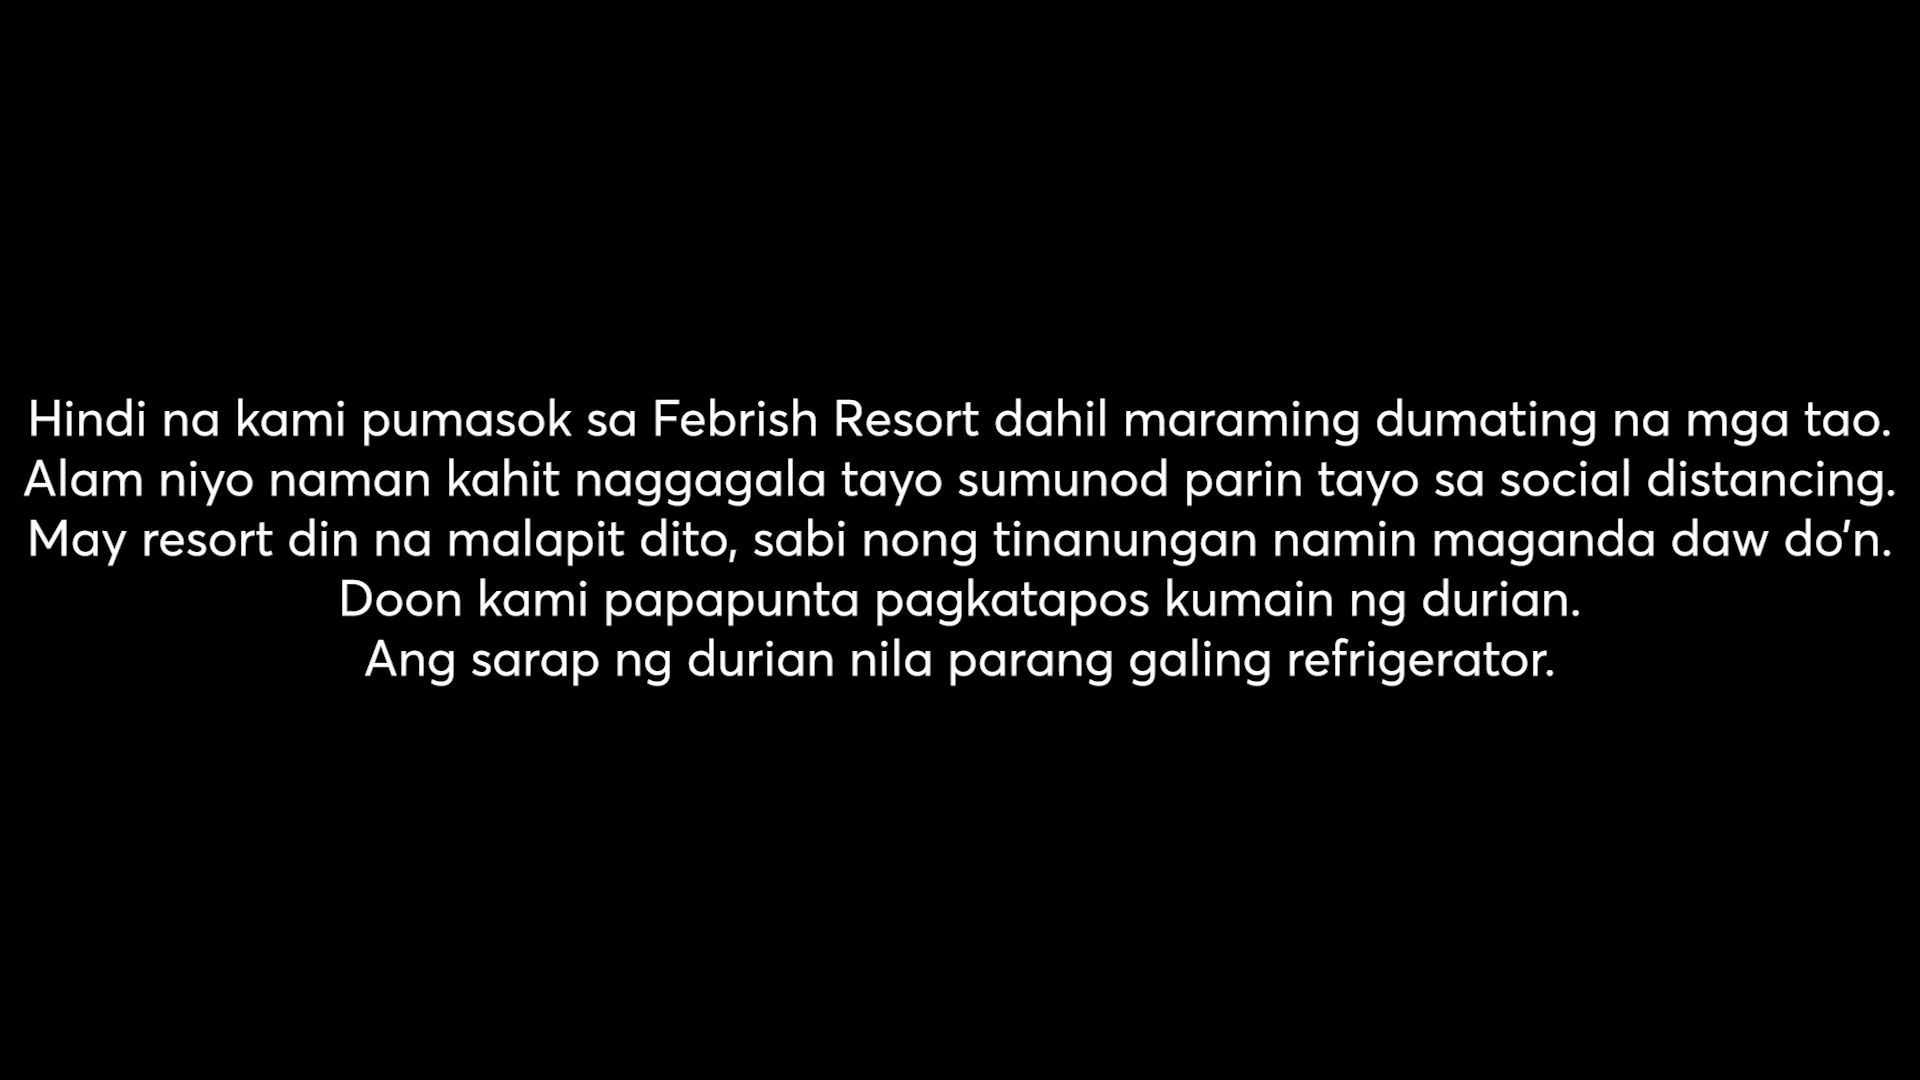 Hindi na kami pumasok sa Febrish Resort dahil maraming dumating na mga tao.
Alam niyo naman kahit naggagala tayo sumunod parin tayo sa social distancing.
May resort din na malapit dito, sabi nong tinanungan namin maganda daw do'n.
Doon kami papapunta pagkatapos kumain ng durian.
Ang sarap ng durian nila parang galing refrigerator.